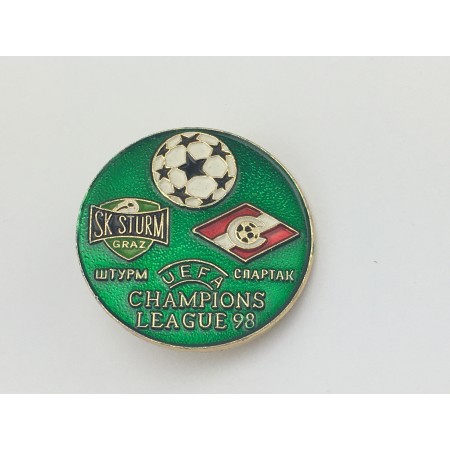 SK STURM
GRAZ
С
ШТУРМ
UEFA
СПАРТАК
CHAMPIONS
LEAGUE 98